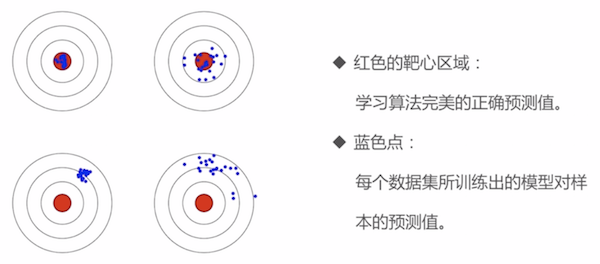 ◆ 红色的靶心区域：
学习算法完美的正确预测值。
◆ 蓝色点：
每个数据集所训练出的模型对样
本的预测值。